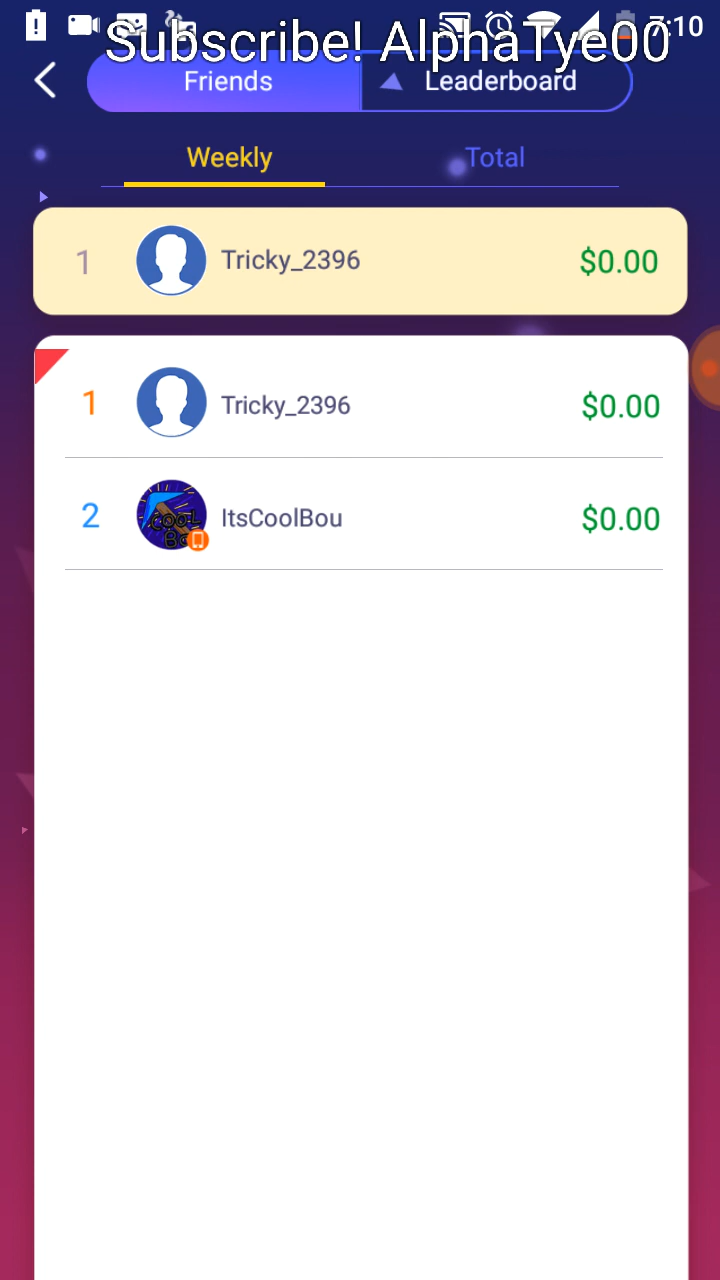 7:10
Subscribe! AlphaTye00
Friends Leaderboard
Weekly Total
1 Tricky_2396 $0.00
1 Tricky_2396 $0.00
2 ItsCoolBou $0.00
COOL